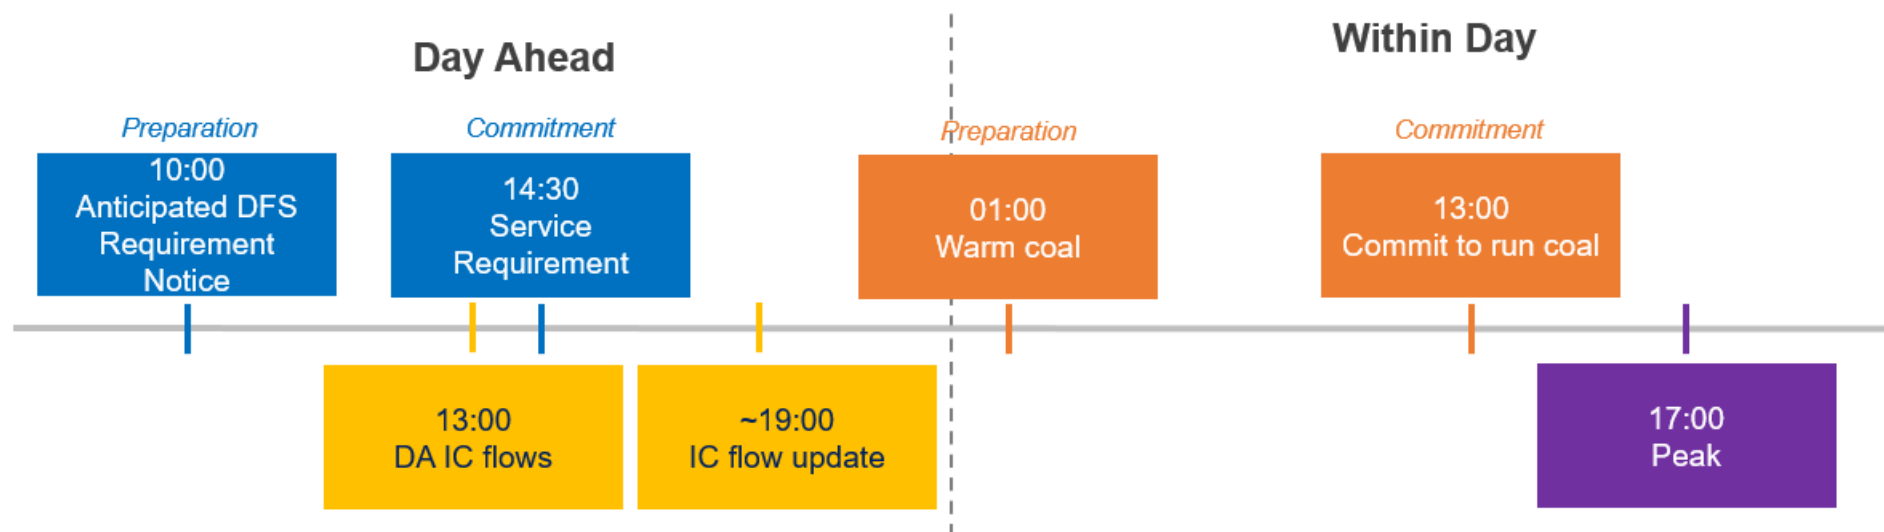 Day Ahead
Within Day
Preparation
Commitment
Preparation
Commitment
10:00
Anticipated DFS
Requirement
Notice
14:30
Service
Requirement
01:00
Warm coal
13:00
Commit to run coal
13:00
DA IC flows
~19:00
IC flow update
17:00
Peak